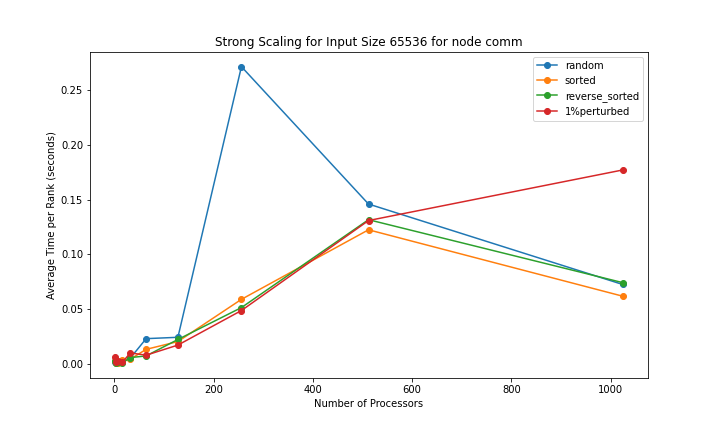 Strong Scaling for Input Size 65536 for node comm
random
sorted
reverse_sorted
1%perturbed
Average Time per Rank (seconds)
0.25
0.20
0.15
0.10
0.05
0.00
0
200
400
600
800
1000
Number of Processors